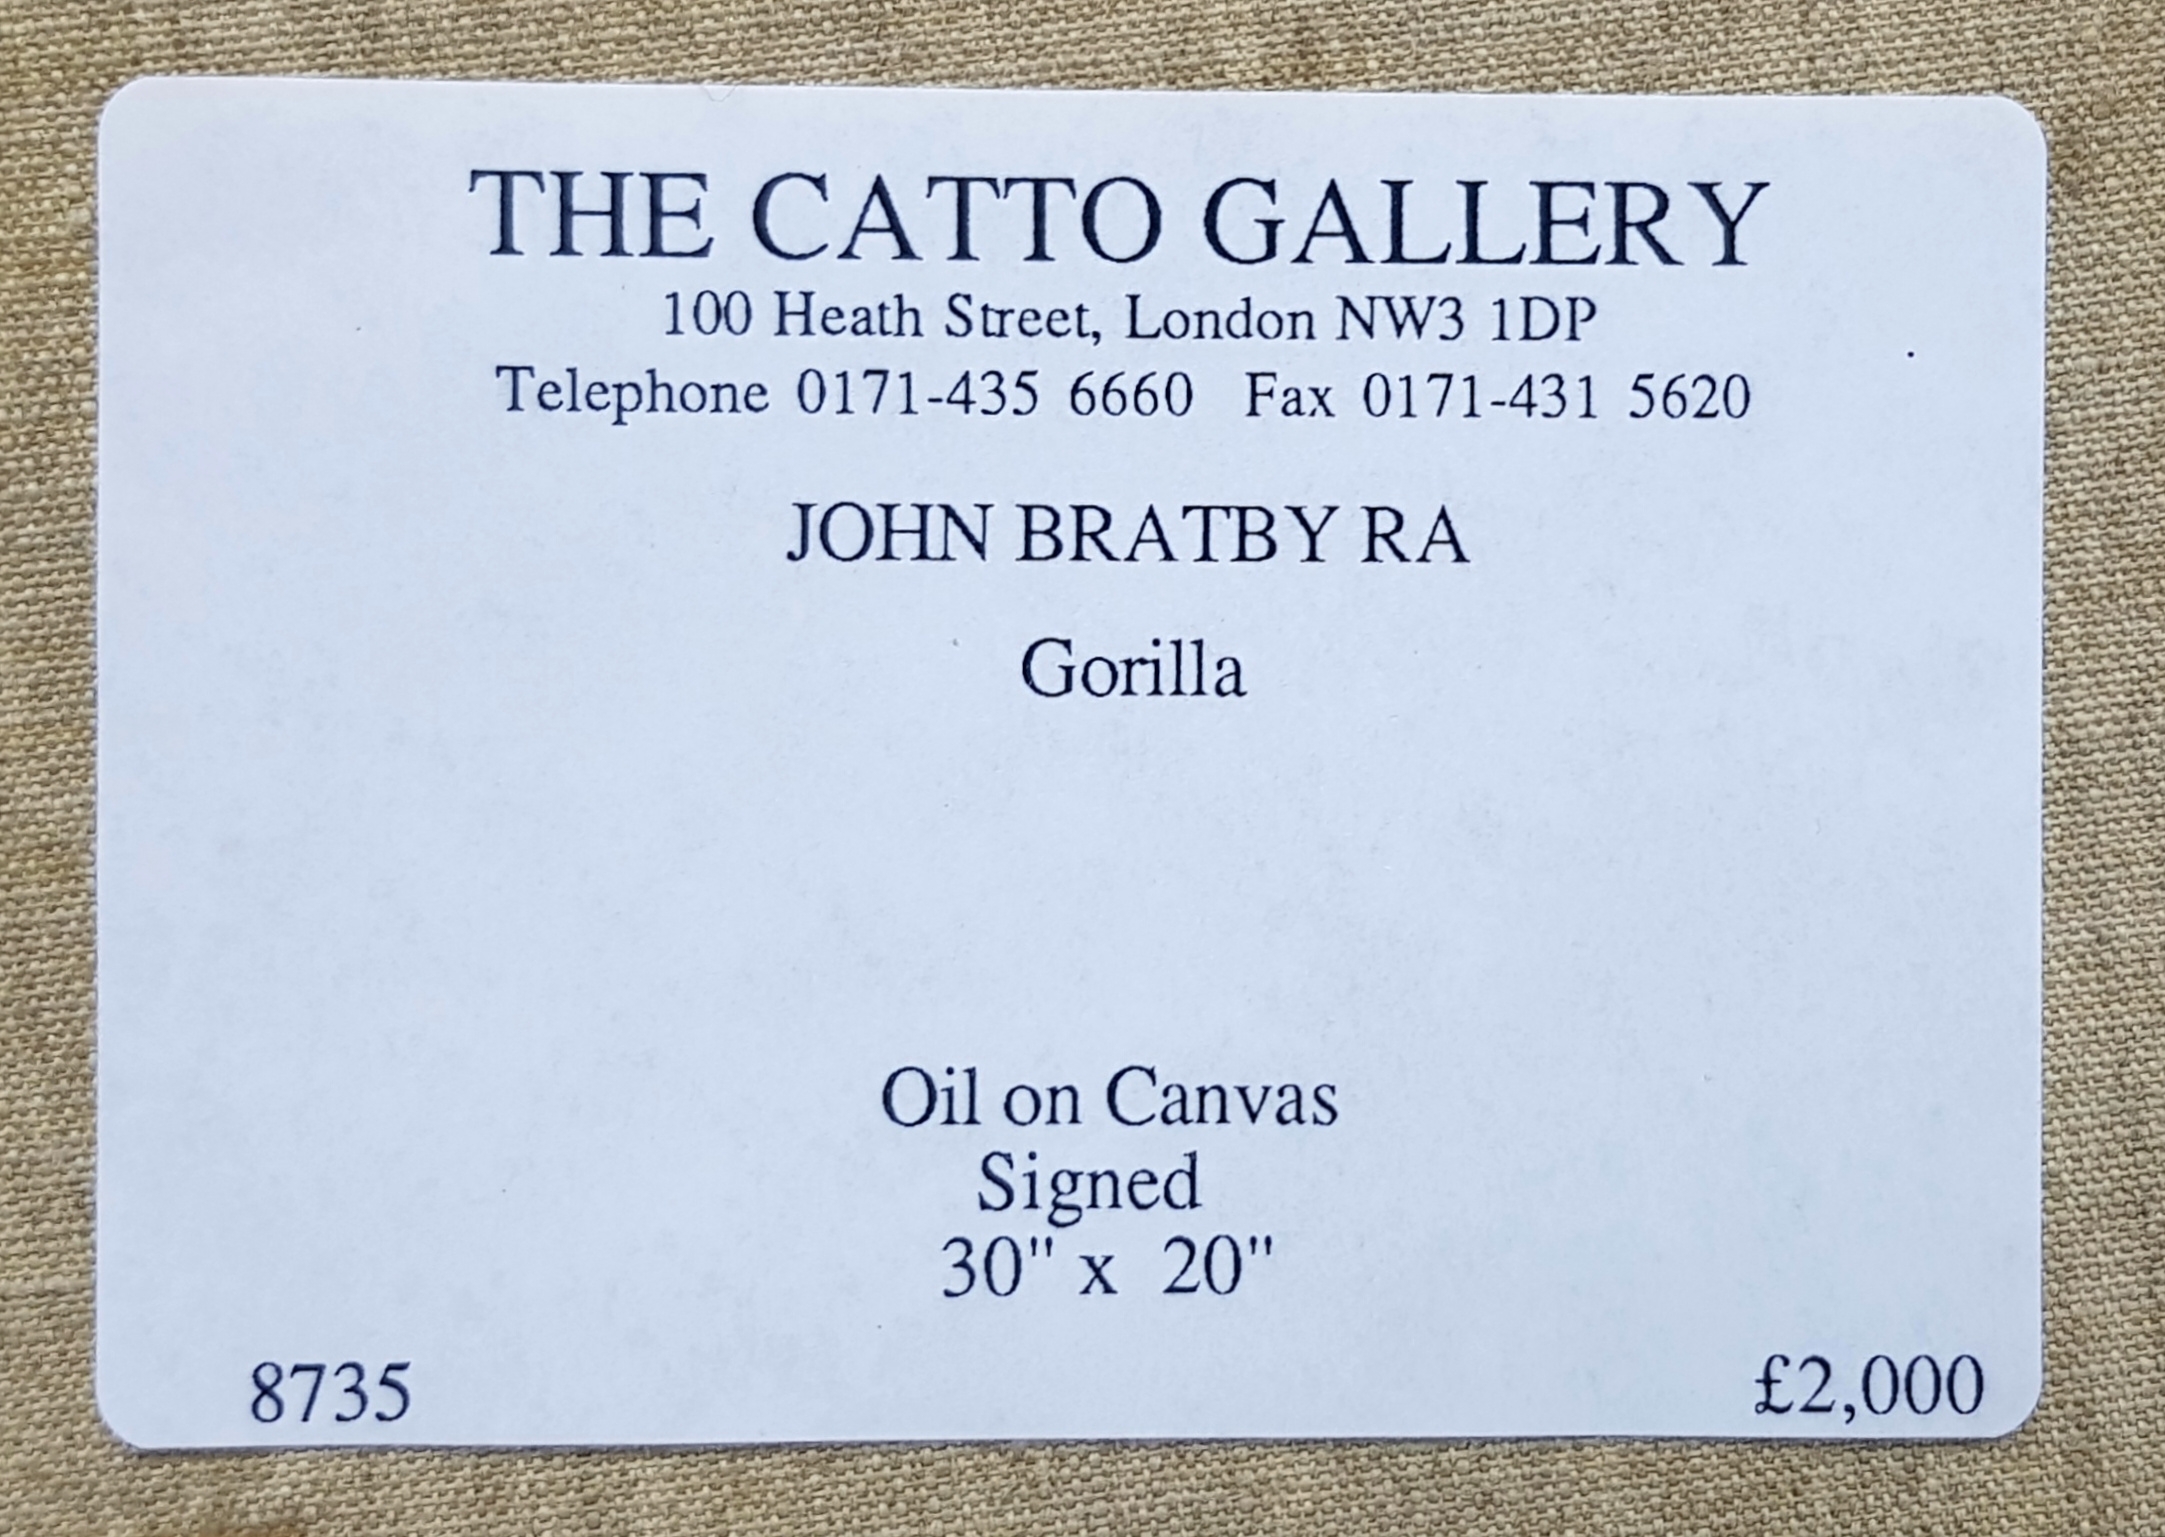 THE CATTO GALLERY
100 Heath Street, London NW3 1DP
Telephone 0171-435 6660 Fax 0171-431 5620
JOHN BRATBY RA
Gorilla
Oil on Canvas
Signed
30" x 20"
8735 £2,000